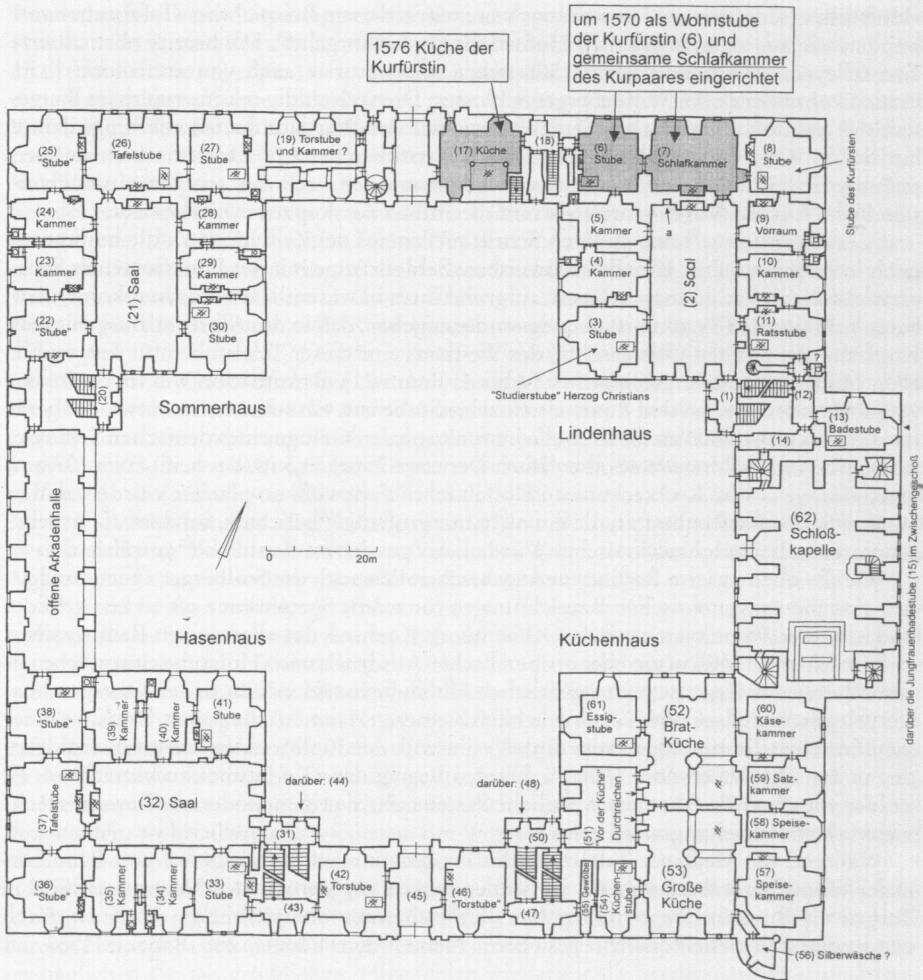 um 1570 als Wohnstube
der Kurfürstin (6) und
gemeinsame Schlafkammer
des Kurpaares eingerichtet
1576 Küche der
Kurfürstin
(25)
"Stube"
(26)
Tafelstube
(27)
Stube
(19) Torstube
und Kammer ?
(17) Küche
(18)
(6)
Stube
(7)
Schlafkammer
(8)
Stube
Stube des Kurfürsten
(24)
Kammer
(28)
Kammer
(23)
Kammer
(29)
Kammer
(21) Saal
(22)
"Stube"
(30)
Stube
(5)
Kammer
a
(9)
Vorraum
(4)
Kammer
(2) Saal
(10)
Kammer
(3)
Stube
(11)
?
"Studierstube" Herzog Christians
(20)
Sommerhaus
Lindenhaus
(1)
(12)
(13)
Badestube
(14)
offene Arkadenhalle
0
20m
(62)
Schloß-
kapelle
darüber die Jungfrauenbadestube (15) im Zwischengeschoß
Hasenhaus
Küchenhaus
(38)
"Stube"
(39)
Kammer
(40)
Kammer
(41)
Stube
(61)
Essig-
stube
(52)
Brat-
Küche
(60)
Käse-
kammer
(37)
Tafelstube
(32) Saal
darüber: (44)
darüber: (48)
(51)
"Vor der Küchen"
Durchreichen
(59) Salz-
kammer
(58) Speise-
kammer
(31)
(50)
(36)
"Stube"
(35)
Kammer
(34)
Kammer
(33)
Stube
(43)
(42)
Torstube
(45)
(46)
"Torstube"
(47)
(55) Gewölbe
(54)
Küchen-
stube
(53)
Große
Küche
(57)
Speise-
kammer
(56) Silberwäsche ?